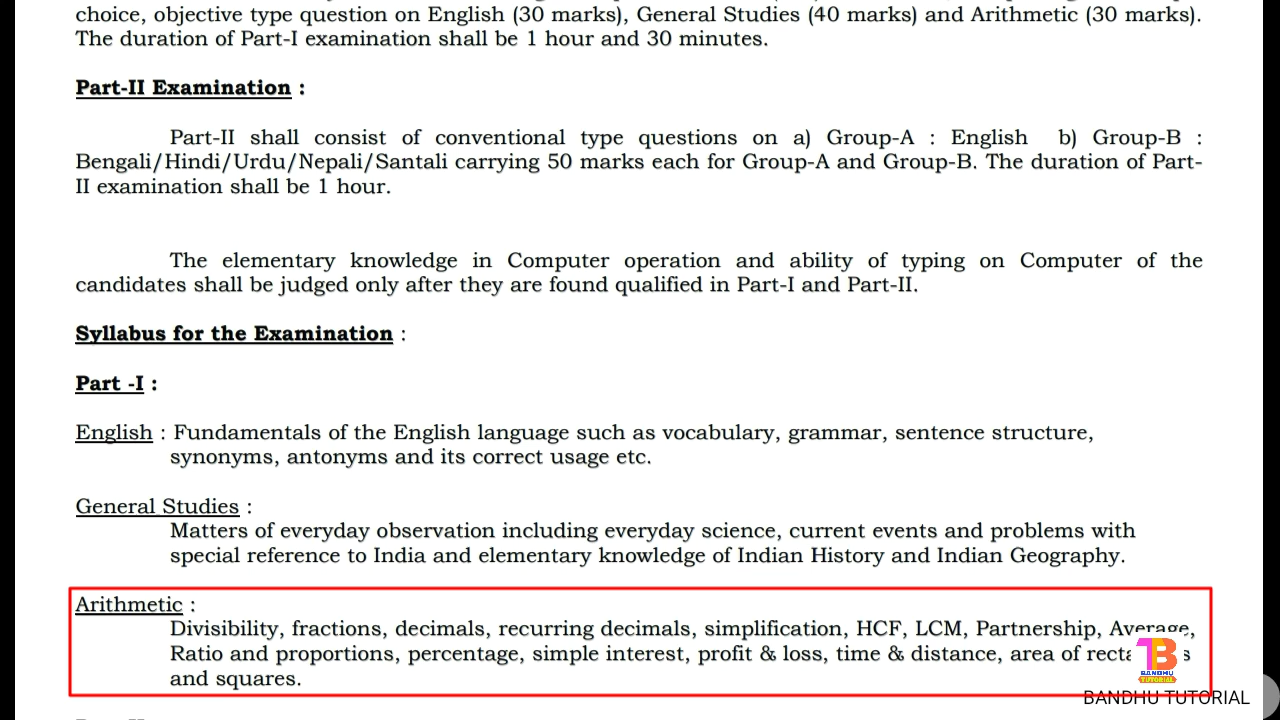 choice, objective type question on English (30 marks), General Studies (40 marks) and Arithmetic (30 marks).
The duration of Part-I examination shall be 1 hour and 30 minutes.
Part-II Examination :
Part-II shall consist of conventional type questions on a) Group-A : English b) Group-B :
Bengali/Hindi/Urdu/Nepali/Santali carrying 50 marks each for Group-A and Group-B. The duration of Part-
II examination shall be 1 hour.
The elementary knowledge in Computer operation and ability of typing on Computer of the
candidates shall be judged only after they are found qualified in Part-I and Part-II.
Syllabus for the Examination :
Part -I :
English : Fundamentals of the English language such as vocabulary, grammar, sentence structure,
synonyms, antonyms and its correct usage etc.
General Studies :
Matters of everyday observation including everyday science, current events and problems with
special reference to India and elementary knowledge of Indian History and Indian Geography.
Arithmetic :
Divisibility, fractions, decimals, recurring decimals, simplification, HCF, LCM, Partnership, Average,
Ratio and proportions, percentage, simple interest, profit & loss, time & distance, area of
and squares.
TB
BANDHU
TUTORIAL
BANDHU TUTORIAL